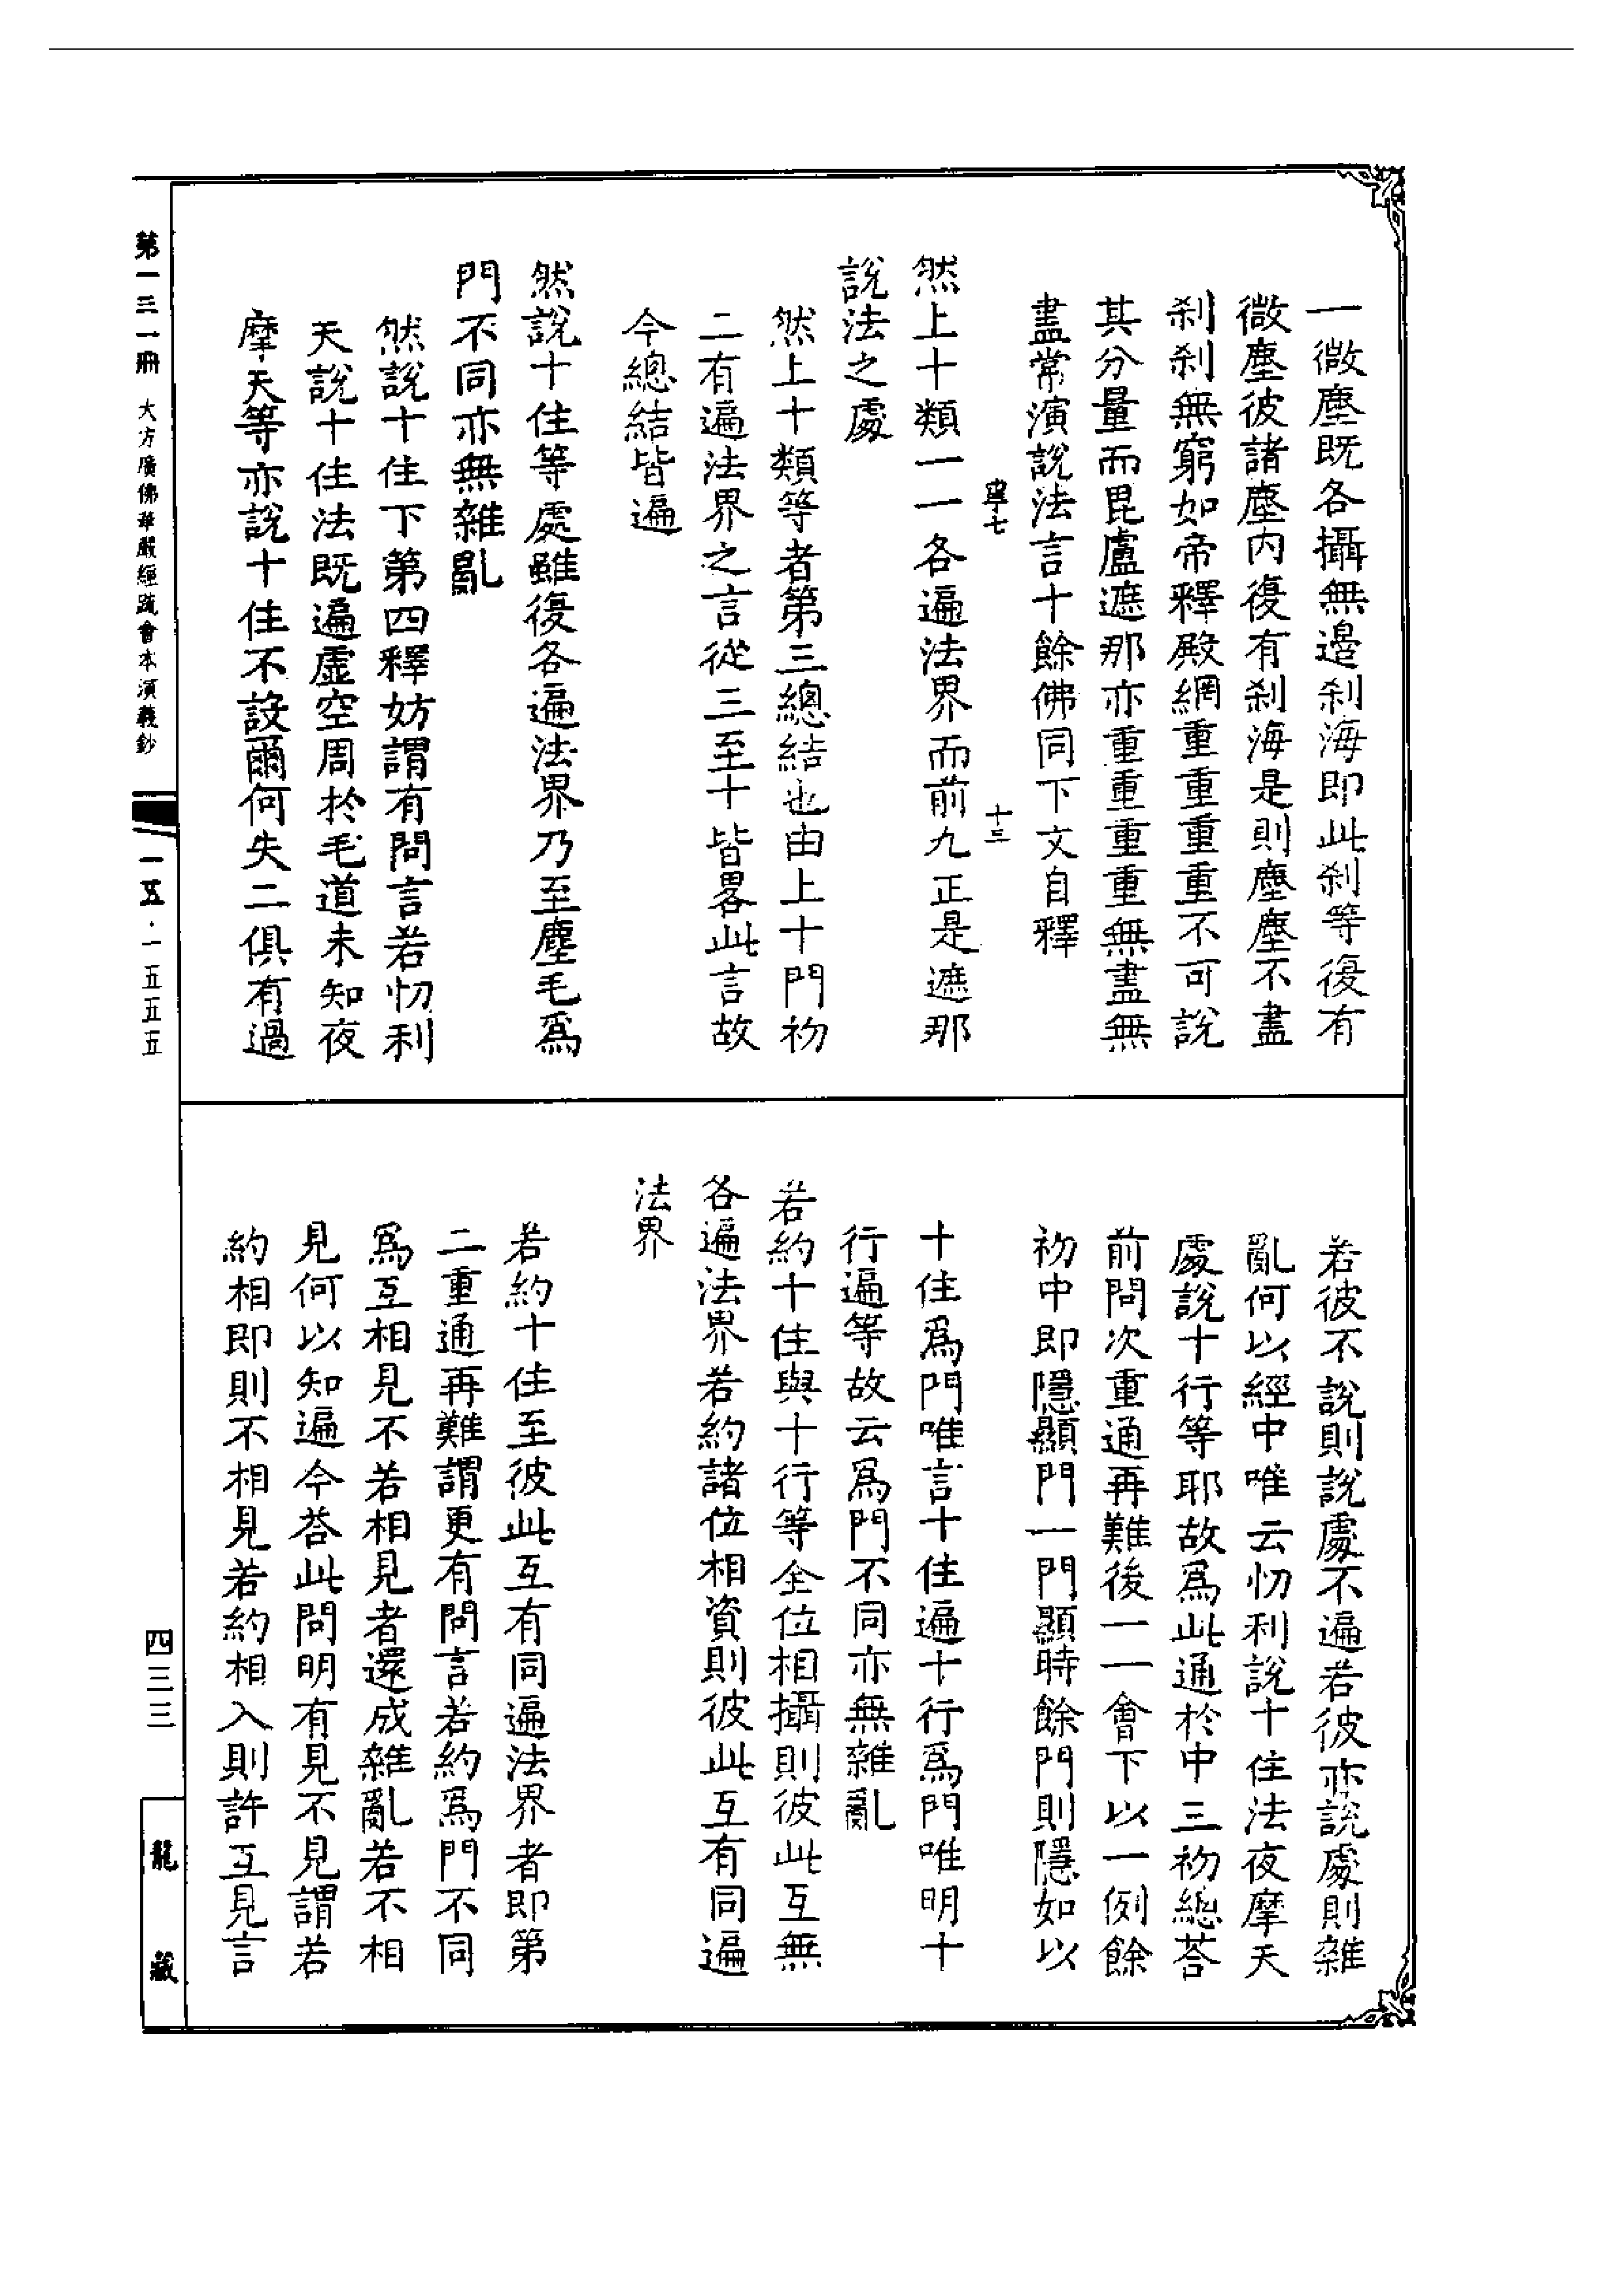 一微塵既各攝無邊刹海即此刹等復有
微塵彼諸塵内復有刹海是則塵塵不盡
刹刹無窮如帝釋殿網重重重重不可說
其分量而毘盧遮那亦重重重重無盡無
盡常演說法言十餘佛同下文自釋
寧七
十三
然上十類一一各遍法界而前九正是遮那
說法之處
然上十類等者第三總結也由上十門初
二有遍法界之言從三至十皆畧此言故
今總結皆遍
然說十住等處雖復各遍法界乃至塵毛爲
門不同亦無雜亂
然說十住下第四釋妨謂有問言若忉利
天說十住法既遍虛空周於毛道未知夜
摩天等亦說十住不設爾何失二俱有過
若彼不說則說處不遍若彼亦說處則雜
亂何以經中唯云忉利說十住法夜摩天
處說十行等耶故爲此通於中三初總荅
前問次重通再難後一一會下以一例餘
初中即隱顯門一門顯時餘門則隱如以
十住爲門唯言十住遍十行爲門唯明十
行遍等故云爲門不同亦無雜亂
若約十住與十行等全位相攝則彼此互無
各遍法界若約諸位相資則彼此互有同遍
法界
若約十住至彼此互有同遍法界者即第
二重通再難謂更有問言若約爲門不同
爲互相見不若相見者還成雜亂若不相
見何以知遍今荅此問明有見不見謂若
約相即則不相見若約相入則許互見言
第一三一冊 大方廣佛華嚴經疏會本演義鈔
一五·一五五五
四三三
龍藏